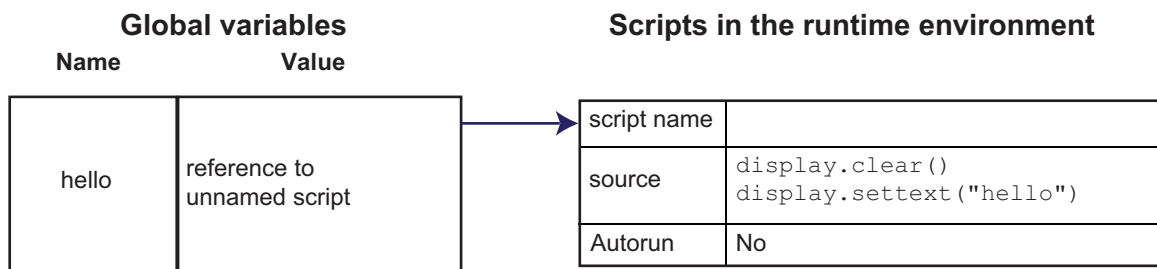 Global variables
Scripts in the runtime environment
Name Value
hello
reference to
unnamed script
script name
source
display.clear()
display.settext("hello")
Autorun No